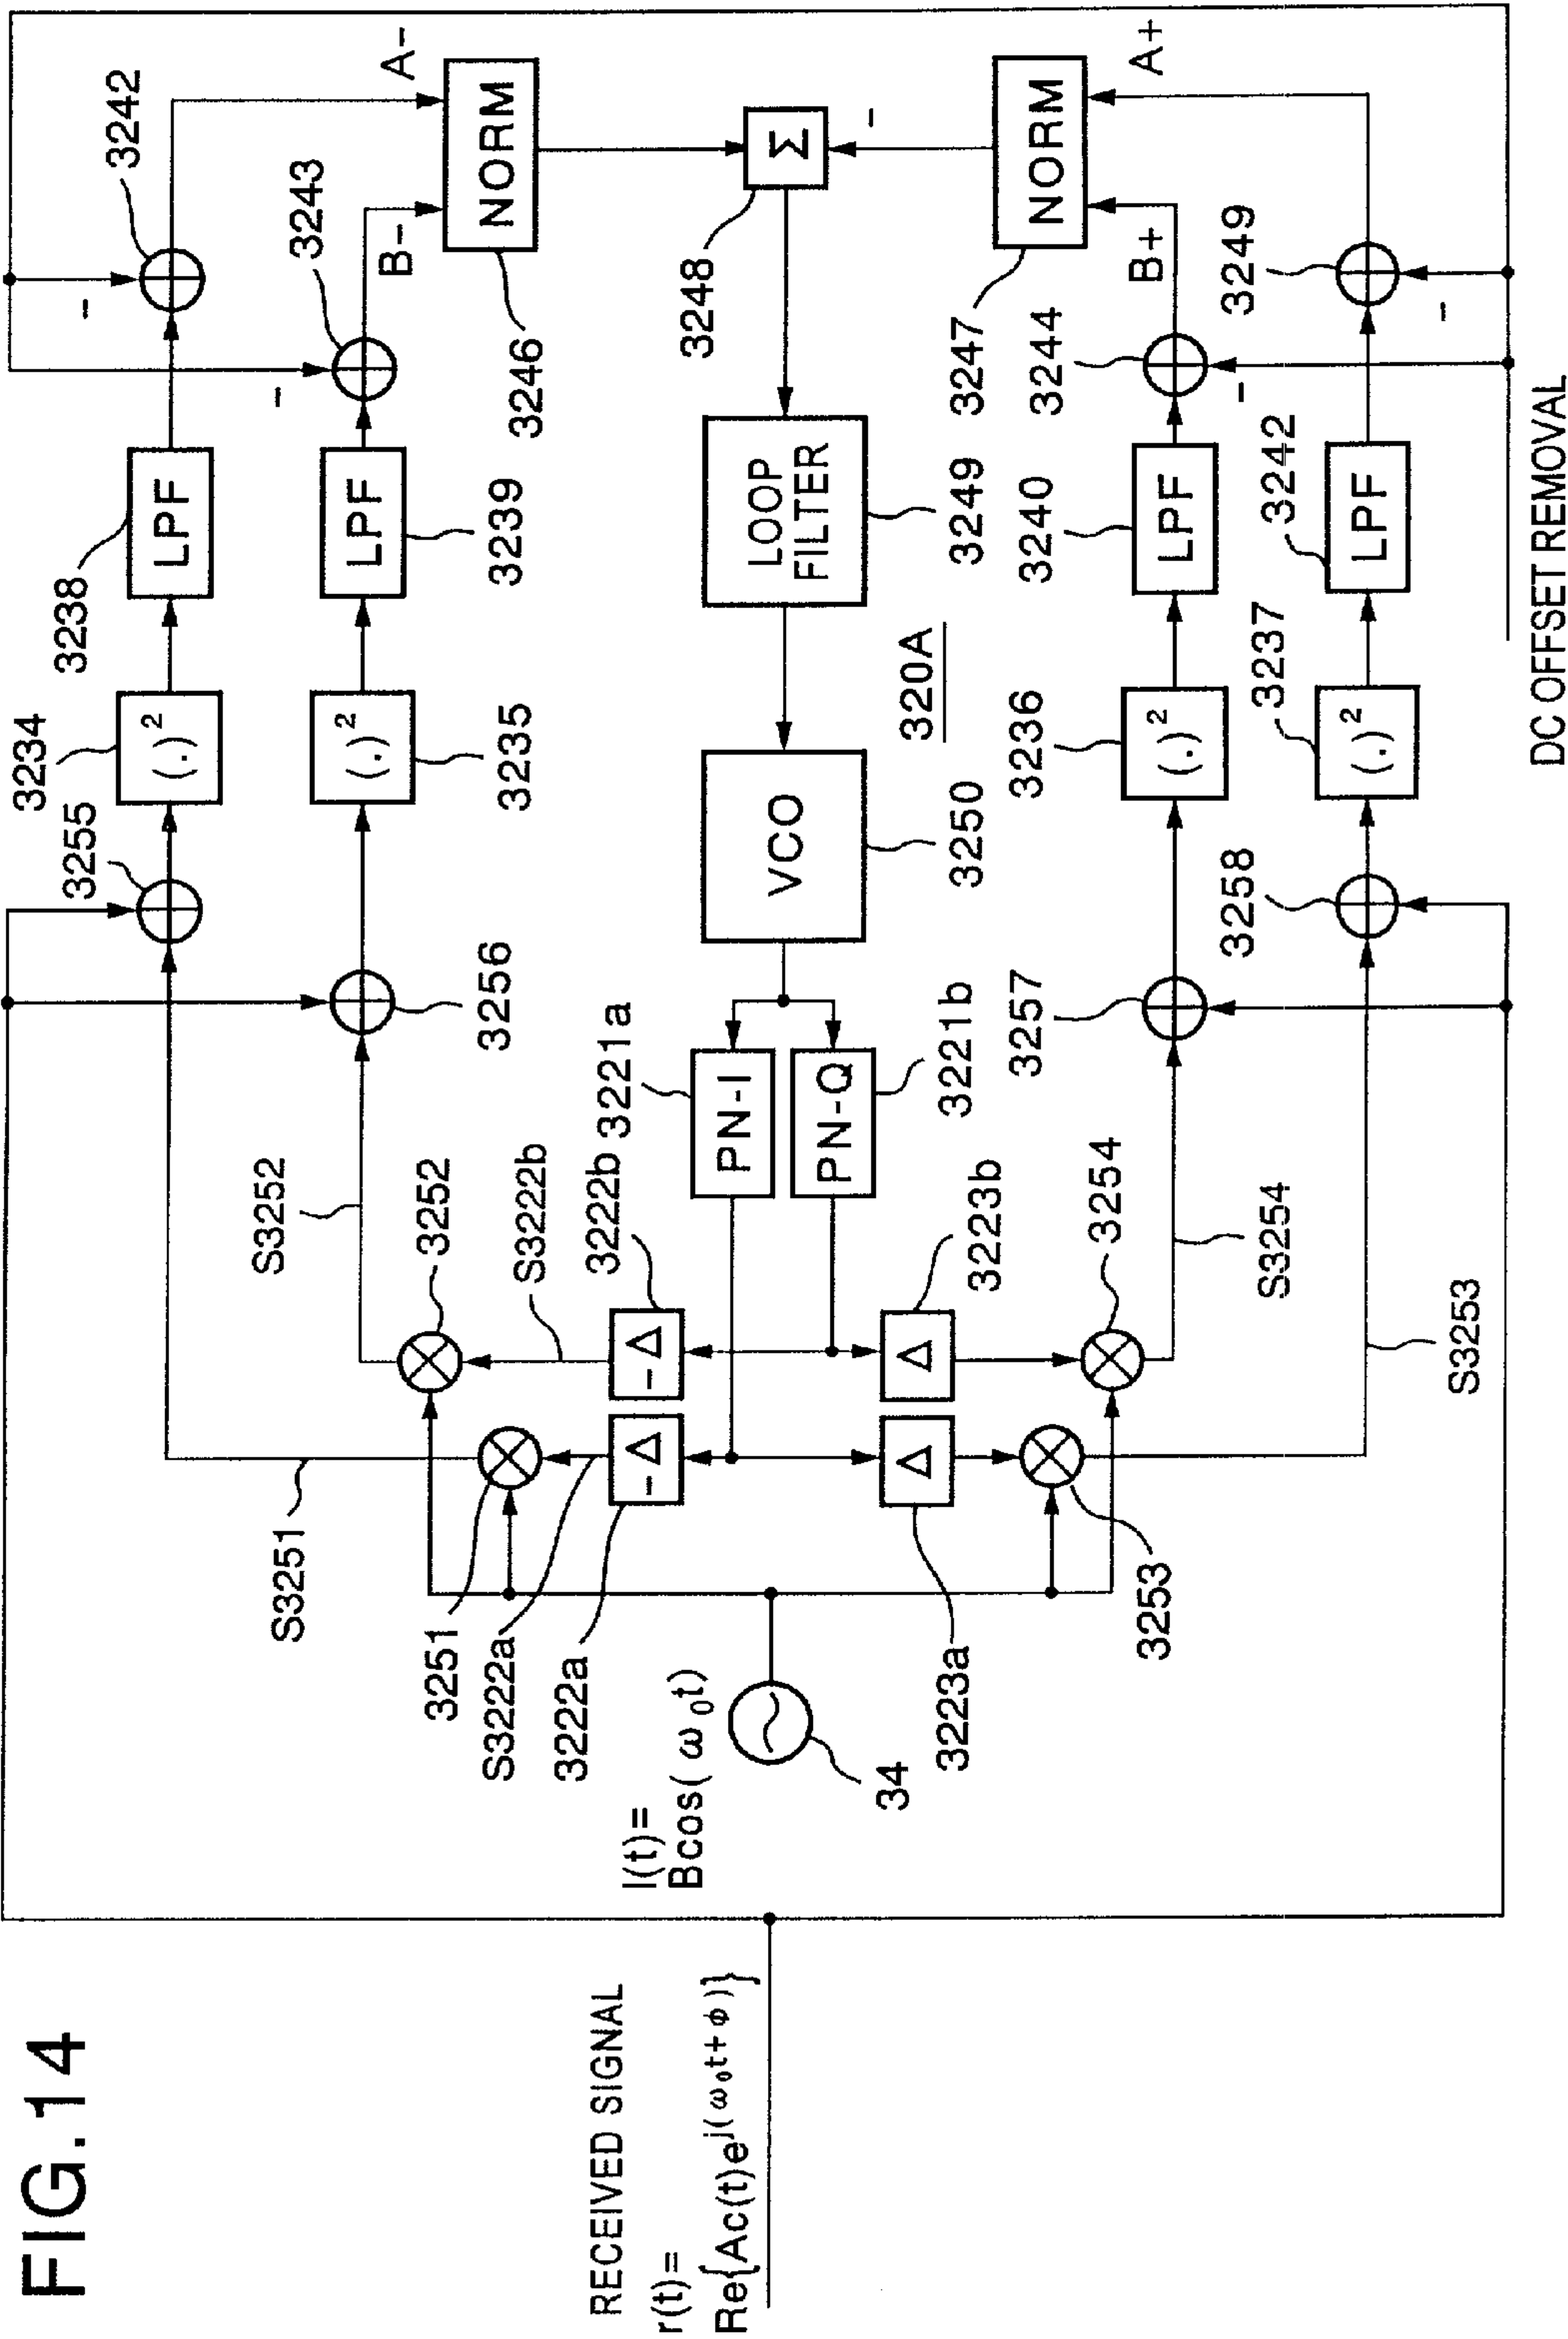 FIG.14
RECEIVED SIGNAL
r(t)=
Re{Ac(t)e^j(ω₀t+Φ)}
I(t)=
Bcos(ω₀t)
34
S3251
3251
S3222a
3222a
3223a
3253
S3252
3252
S3222b
3222b
-Δ
-Δ
Δ
Δ
3223b
3254
S3254
S3253
3221a
PN-I
PN-Q
3221b
3255
3256
3257
3258
3234
(.)²
(.)²
3235
VCO
3250
320A
3236
(.)²
3237
(.)²
3238
LPF
LPF
3239
LOOP
FILTER
3249
3240
LPF
3242
LPF
DC OFFSET REMOVAL
3242
-
3243
-
3244
-
3249
-
A-
B-
NORM
3246
Σ
3248
-
NORM
3247
B+
A+